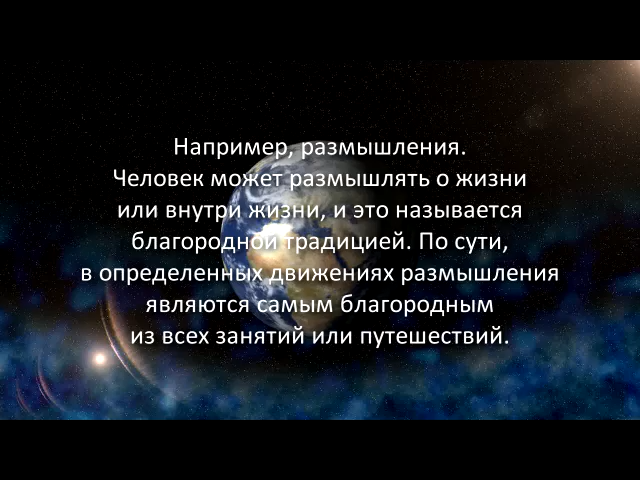 Например, размышления.
Человек может размышлять о жизни
или внутри жизни, и это называется
благородной традицией. По сути,
в определенных движениях размышления
являются самым благородным
из всех занятий или путешествий.